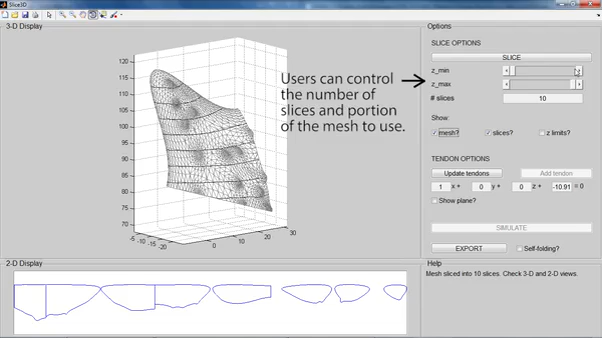 Slice3D
3-D Display
Options
SLICE OPTIONS
SLICE
z_min
z_max
# slices
10
Show:
mesh?
slices?
z limits?
TENDON OPTIONS
Update tendons
Add tendon
1 x + 0 y + 0 z + -10.91 = 0
Show plane?
SIMULATE
EXPORT
Self-folding?
Users can control
the number of
slices and portion
of the mesh to use.
120
115
110
105
100
95
90
85
80
75
70
-5 -10 -15 -20
0 10 20 30
2-D Display
Help
Mesh sliced into 10 slices. Check 3-D and 2-D views.